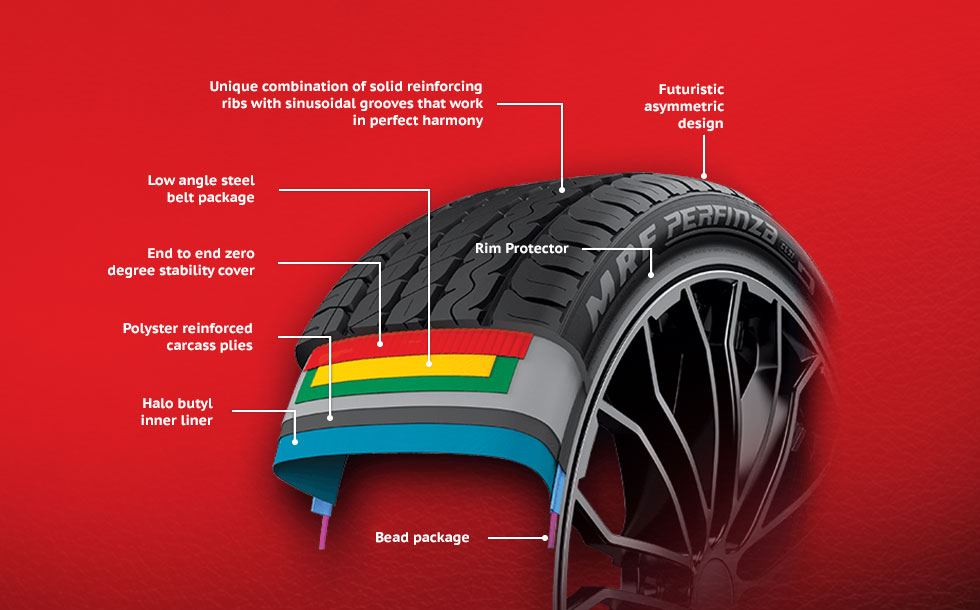 Unique combination of solid reinforcing
ribs with sinusoidal grooves that work
in perfect harmony
Futuristic
asymmetric
design
Low angle steel
belt package
End to end zero
degree stability cover
Rim Protector
MRF PERFINZA
Polyster reinforced
carcass plies
Halo butyl
inner liner
Bead package